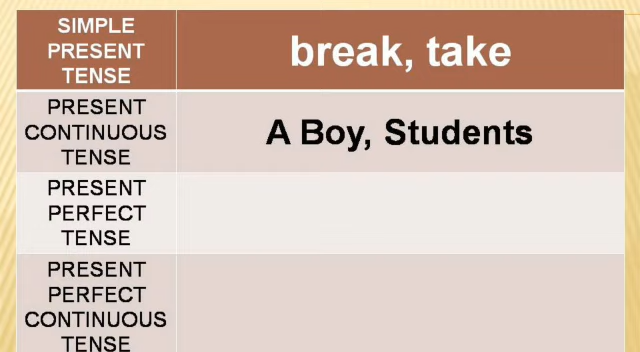 SIMPLE
PRESENT
TENSE
break, take
PRESENT
CONTINUOUS
TENSE
A Boy, Students
PRESENT
PERFECT
TENSE
PRESENT
PERFECT
CONTINUOUS
TENSE